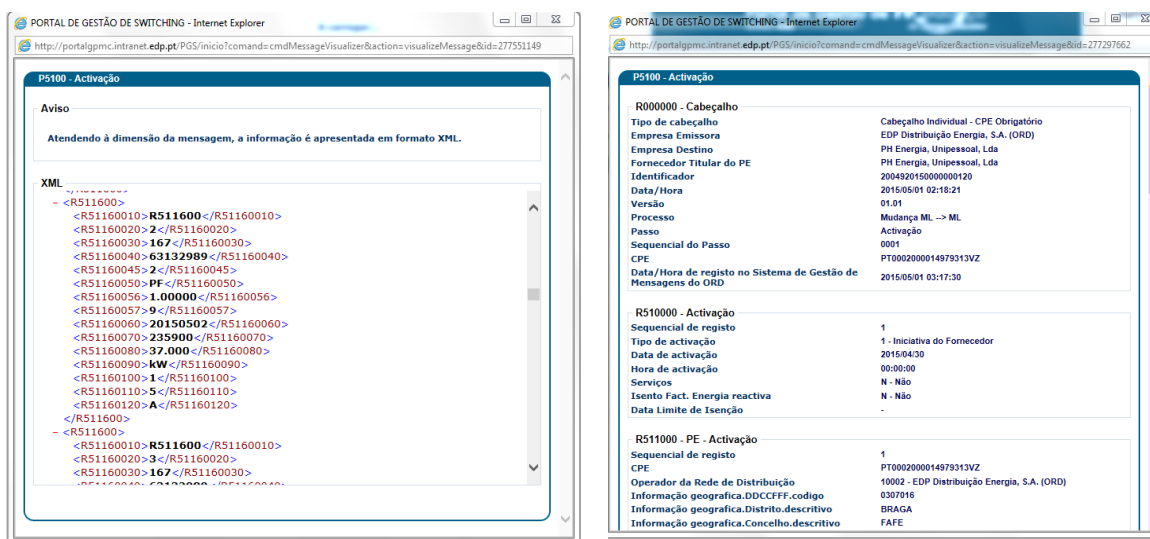 PORTAL DE GESTÃO DE SWITCHING - Internet Explorer
http://portalgpmc.intranet.edp.pt/PGS/inicio?comand=cmdMessageVisualizer&action=visualizeMessage&id=277551149
P5100 - Activação
Aviso
Atendendo à dimensão da mensagem, a informação é apresentada em formato XML.
XML
- <R511600>
<R51160010>R511600</R51160010>
<R51160020>2</R51160020>
<R51160030>167</R51160030>
<R51160040>63132989</R51160040>
<R51160045>2</R51160045>
<R51160050>PF</R51160050>
<R51160056>1.00000</R51160056>
<R51160057>9</R51160057>
<R51160060>20150502</R51160060>
<R51160070>235900</R51160070>
<R51160080>37.000</R51160080>
<R51160090>kW</R51160090>
<R51160100>1</R51160100>
<R51160110>5</R51160110>
<R51160120>A</R51160120>
</R511600>
- <R511600>
<R51160010>R511600</R51160010>
<R51160020>3</R51160020>
<R51160030>167</R51160030>
PORTAL DE GESTÃO DE SWITCHING - Internet Explorer
http://portalgpmc.intranet.edp.pt/PGS/inicio?comand=cmdMessageVisualizer&action=visualizeMessage&id=277297662
P5100 - Activação
R000000 - Cabeçalho
Tipo de cabeçalho Cabeçalho Individual - CPE Obrigatório
Empresa Emissora EDP Distribuição Energia, S.A. (ORD)
Empresa Destino PH Energia, Unipessoal, Lda
Fornecedor Titular do PE PH Energia, Unipessoal, Lda
Identificador 2004920150000000120
Data/Hora 2015/05/01 02:18:21
Versão 01.01
Processo Mudança ML --> ML
Passo Activação
Sequencial do Passo 0001
CPE PT0002000014979313VZ
Data/Hora de registo no Sistema de Gestão de
Mensagens do ORD 2015/05/01 03:17:30
R510000 - Activação
Sequencial de registo 1
Tipo de activação 1 - Iniciativa do Fornecedor
Data de activação 2015/04/30
Hora de activação 00:00:00
Serviços N - Não
Isento Fact. Energia reactiva N - Não
Data Limite de Isenção -
R511000 - PE - Activação
Sequencial de registo 1
CPE PT0002000014979313VZ
Operador da Rede de Distribuição 10002 - EDP Distribuição Energia, S.A. (ORD)
Informação geografica.DDCCFFF.codigo 0307016
Informação geografica.Distrito.descritivo BRAGA
Informação geografica.Concelho.descritivo FAFE